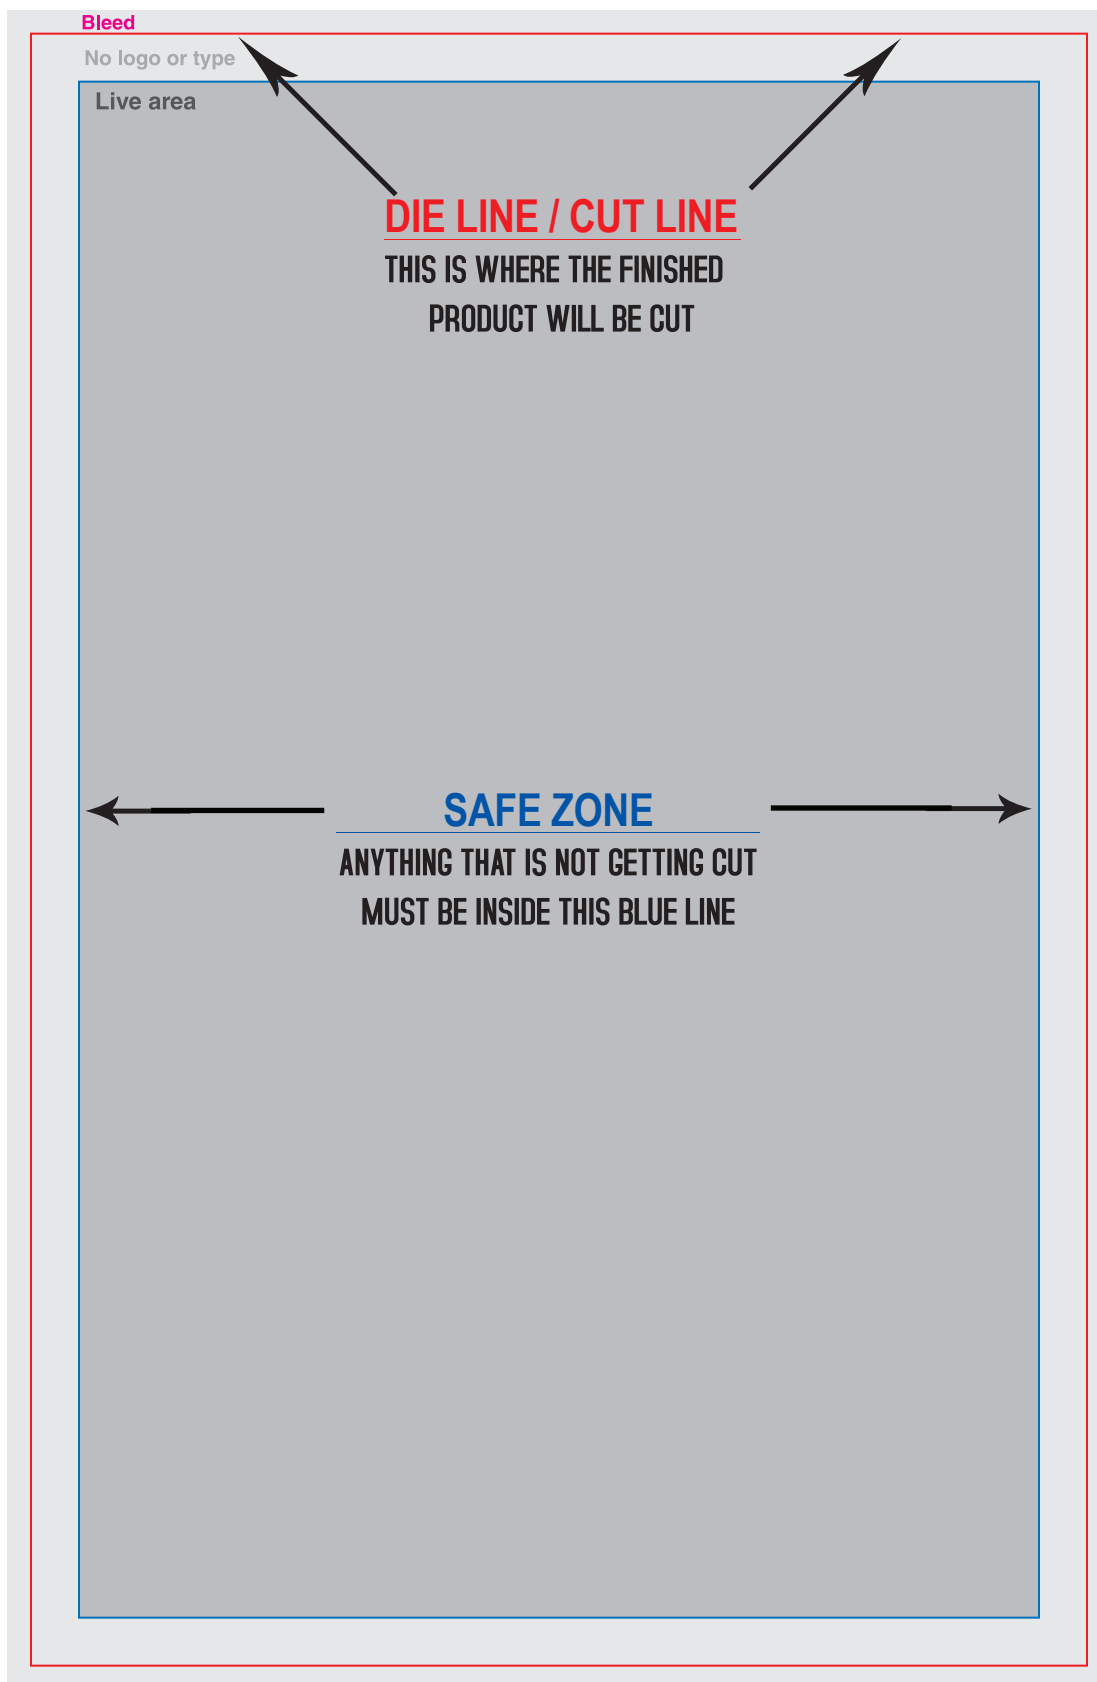 Bleed
No logo or type
Live area
DIE LINE / CUT LINE
THIS IS WHERE THE FINISHED
PRODUCT WILL BE CUT
SAFE ZONE
ANYTHING THAT IS NOT GETTING CUT
MUST BE INSIDE THIS BLUE LINE